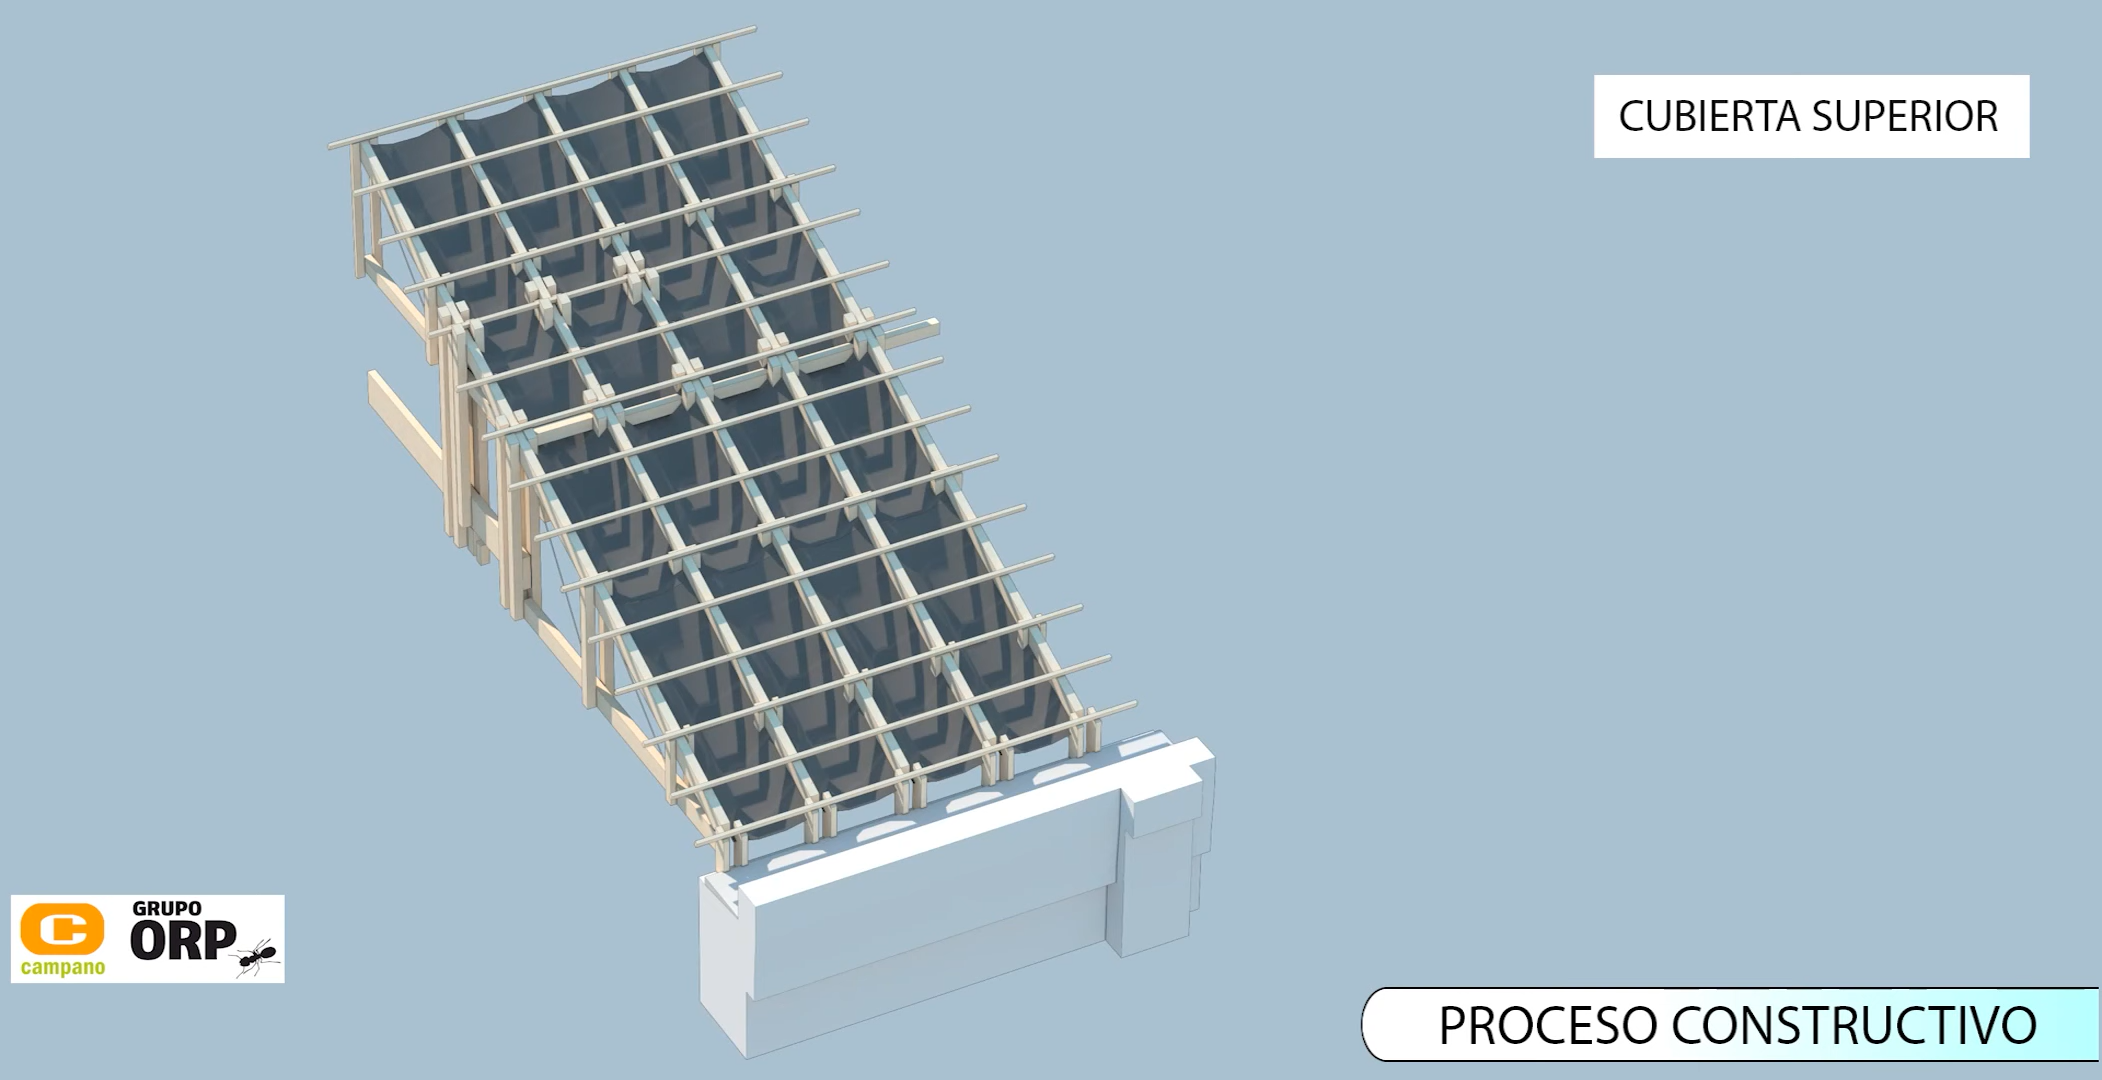 CUBIERTA SUPERIOR
C
campano
GRUPO
ORP
PROCESO CONSTRUCTIVO